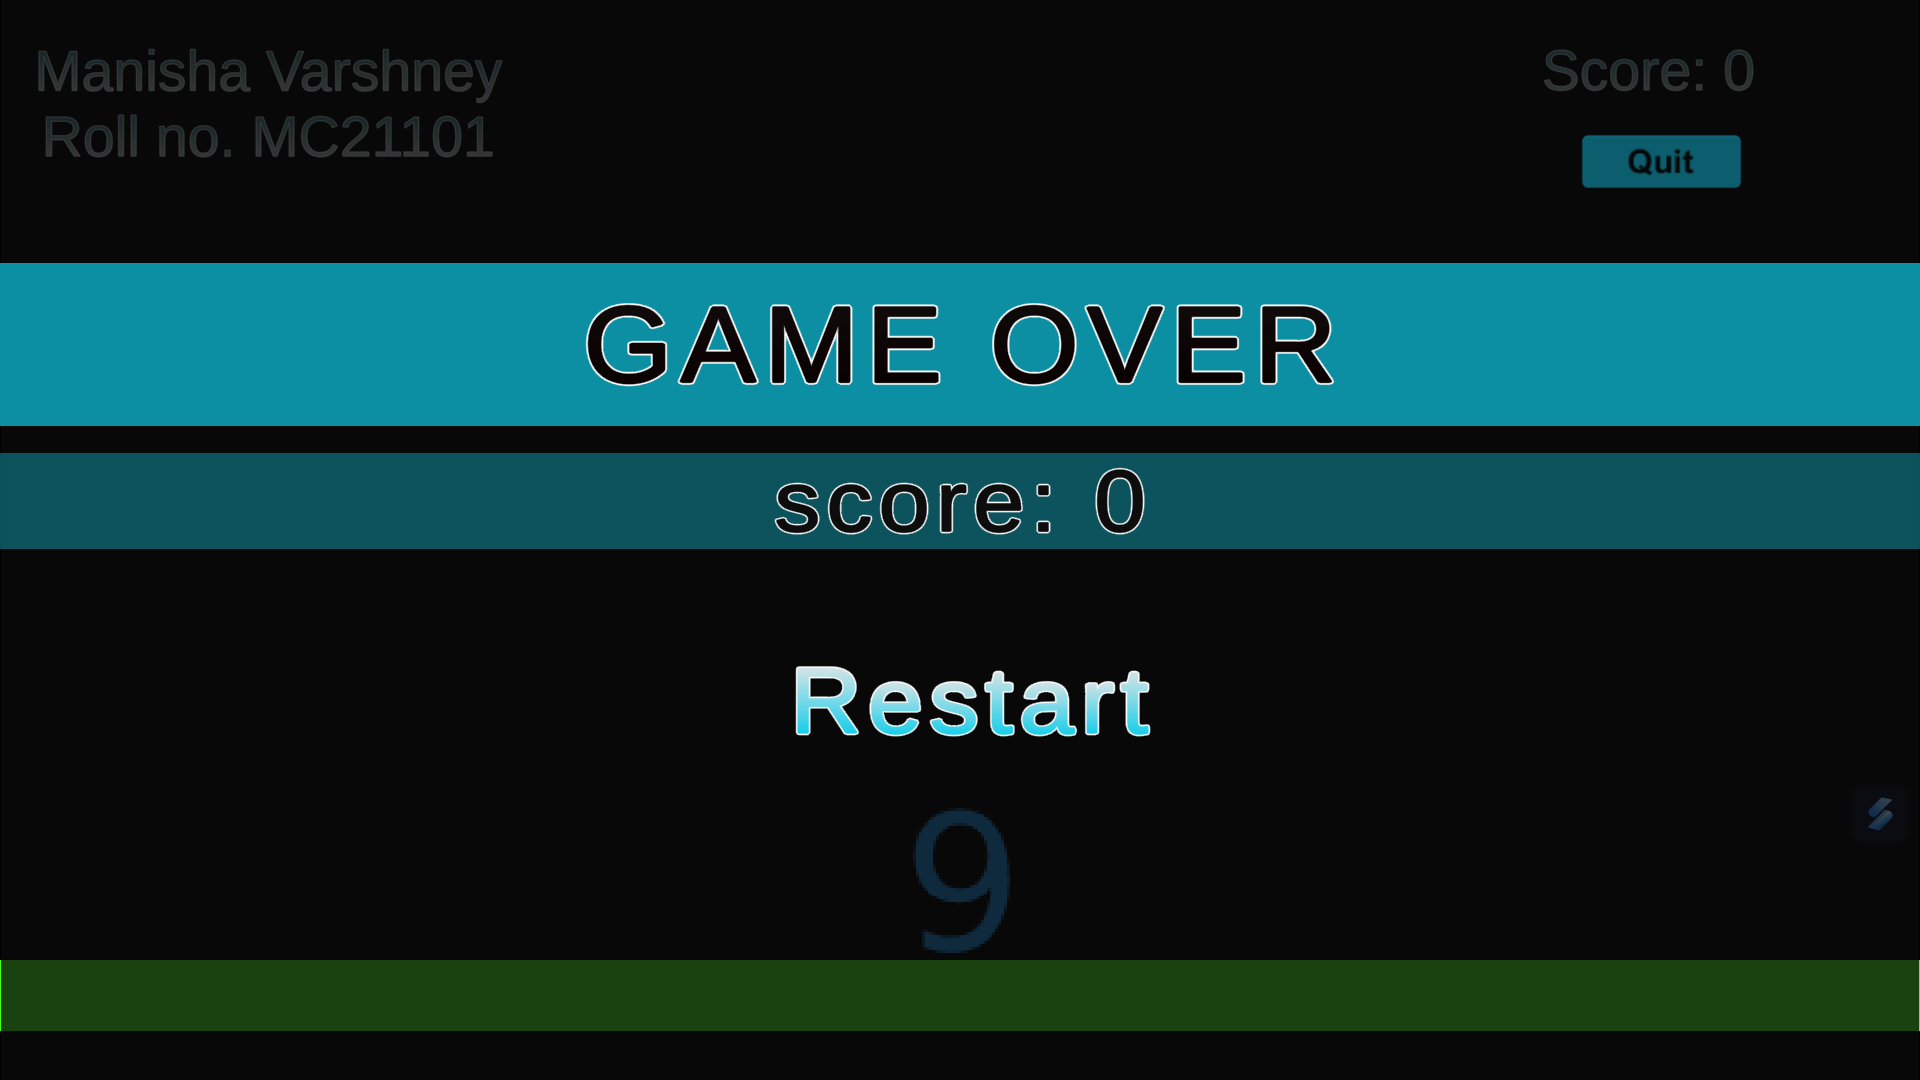 Manisha Varshney
Roll no. MC21101
Score: 0
Quit
GAME OVER
score: 0
Restart
9